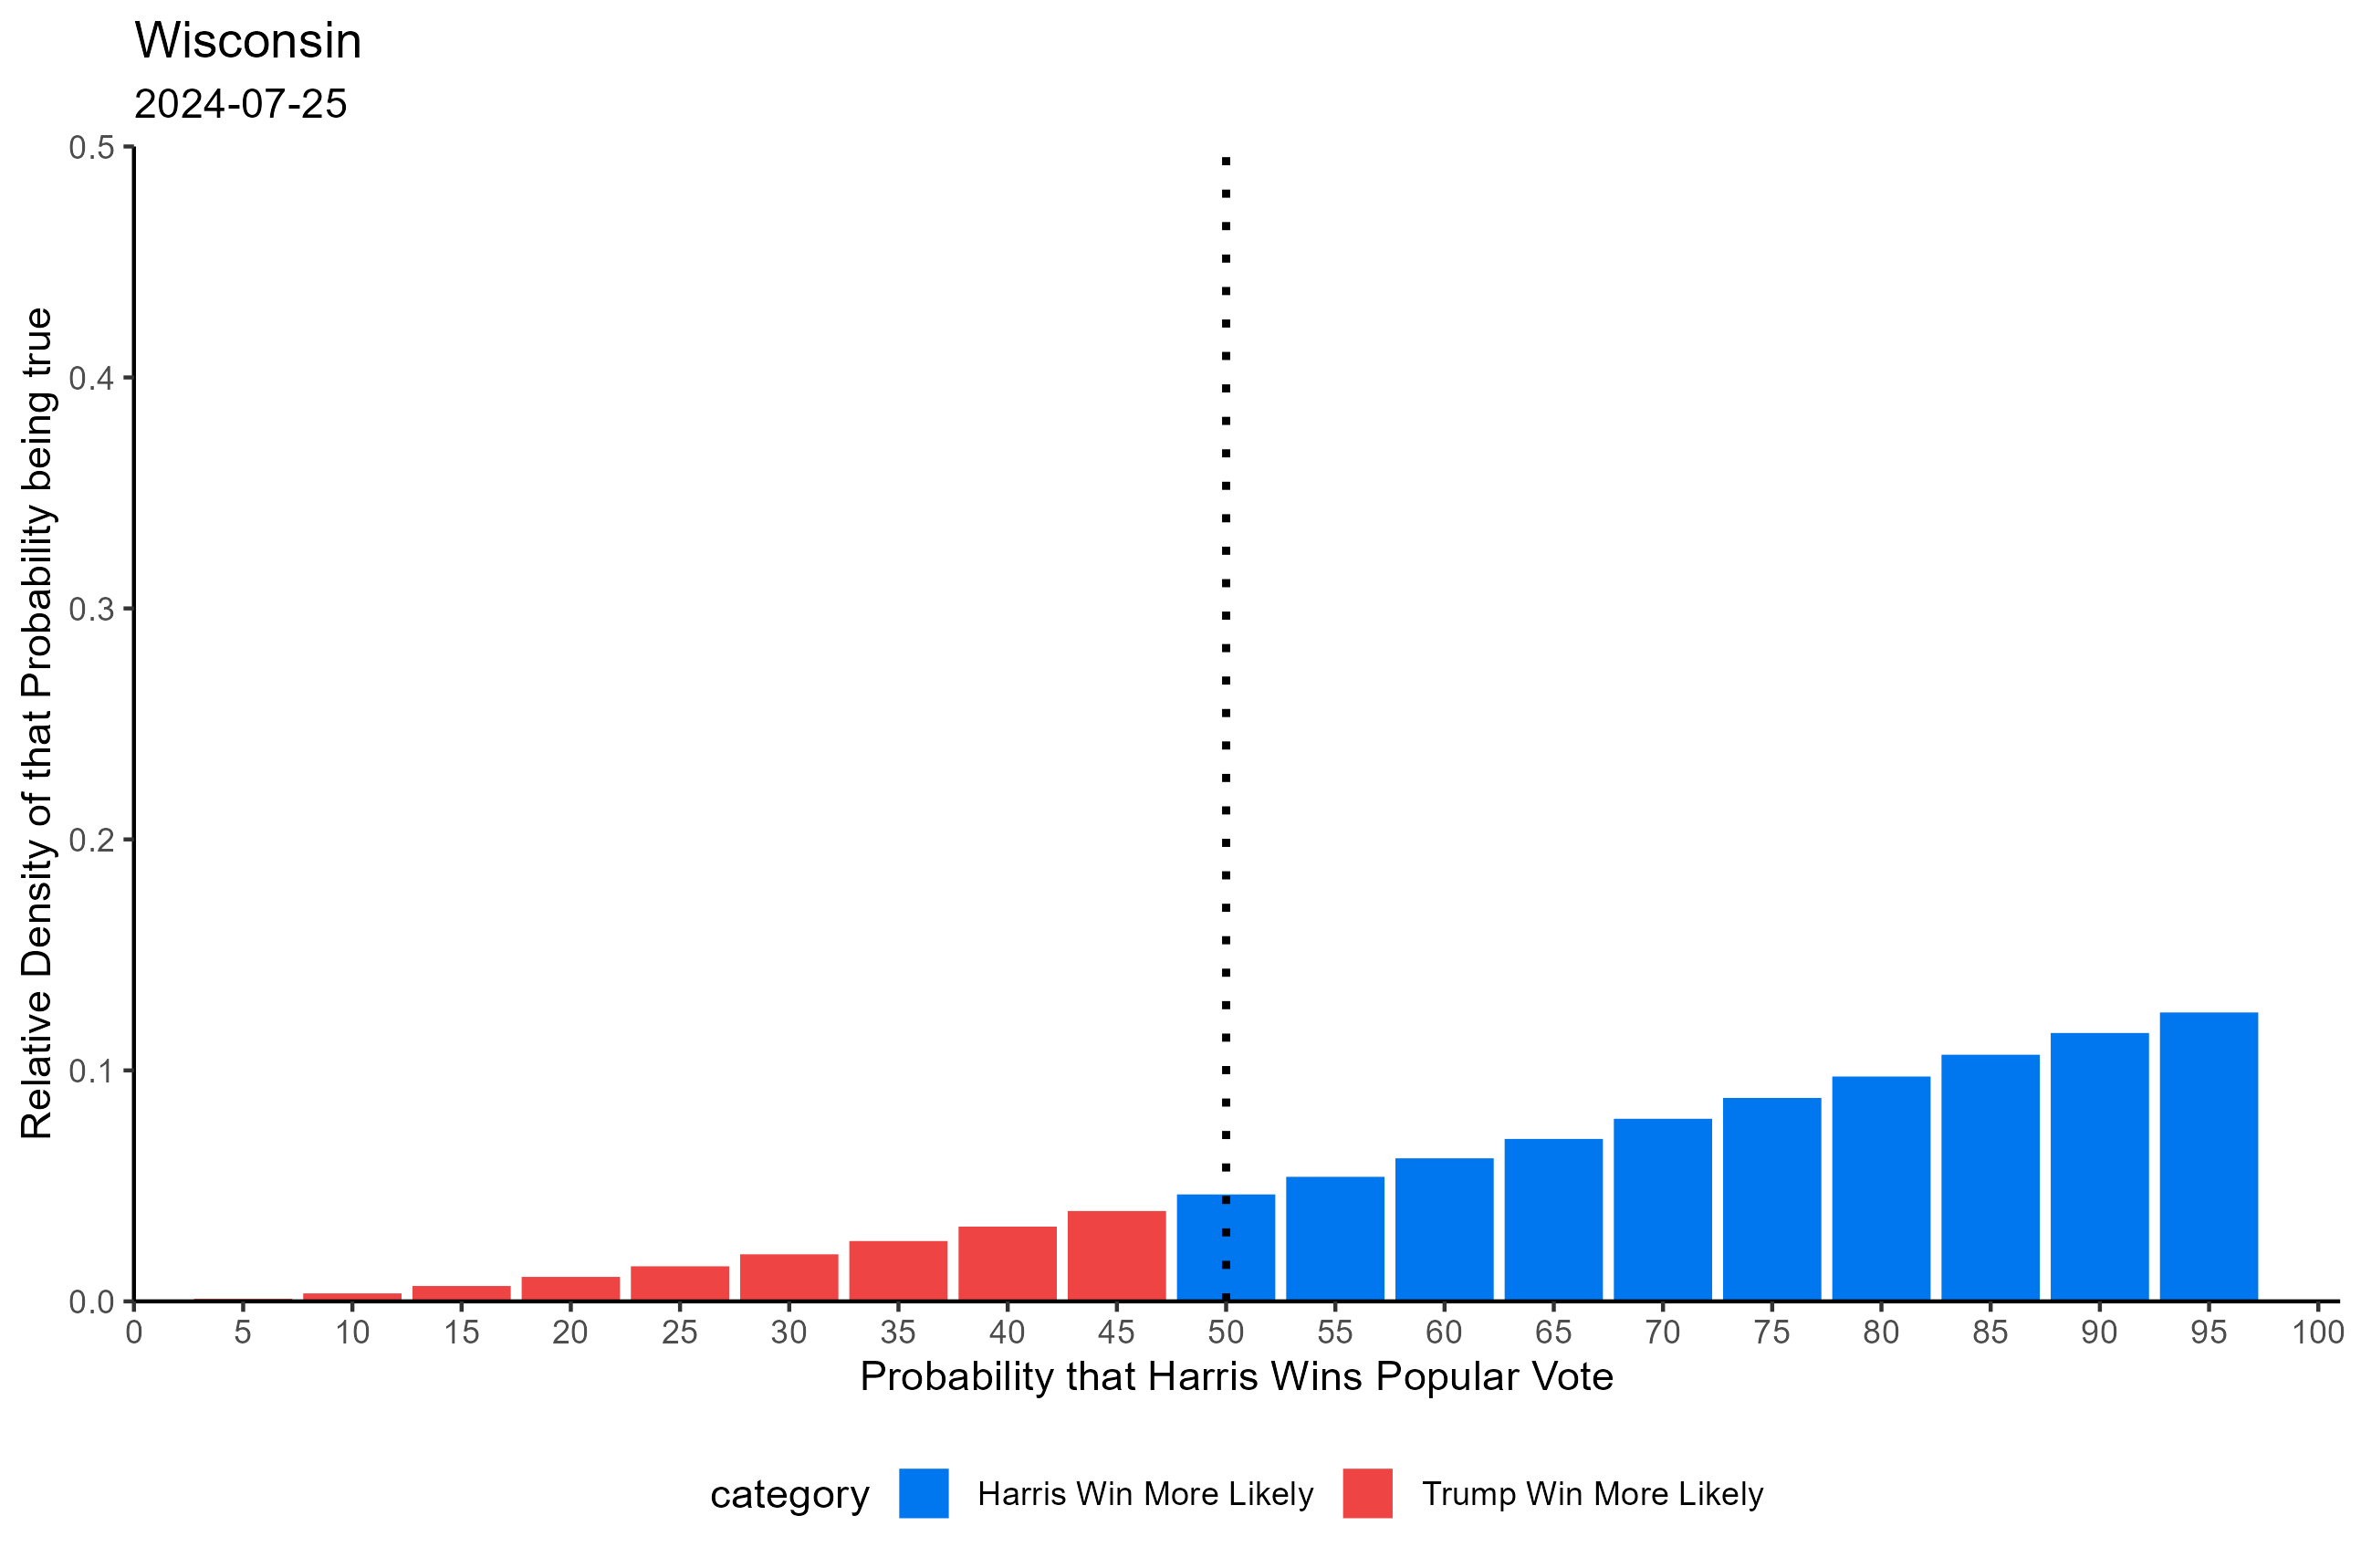 Wisconsin
2024-07-25
Relative Density of that Probability being true
0.5
0.4
0.3
0.2
0.1
0.0
0 5 10 15 20 25 30 35 40 45 50 55 60 65 70 75 80 85 90 95 100
Probability that Harris Wins Popular Vote
category Harris Win More Likely Trump Win More Likely